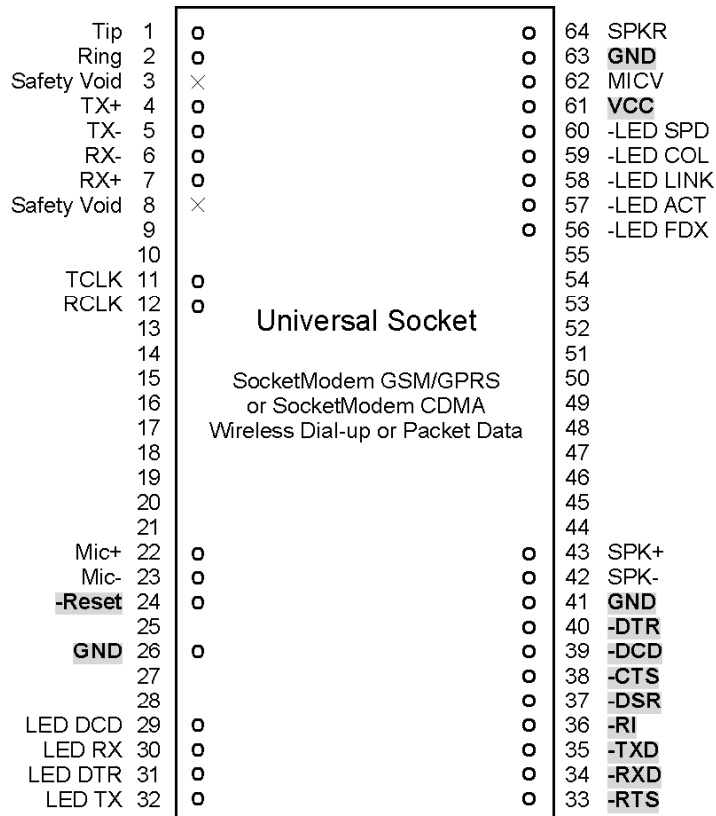 Tip 1 64 SPKR
Ring 2 63 GND
Safety Void 3 62 MICV
TX+ 4 61 VCC
TX- 5 60 -LED SPD
RX- 6 59 -LED COL
RX+ 7 58 -LED LINK
Safety Void 8 57 -LED ACT
9 56 -LED FDX
10 55
TCLK 11 54
RCLK 12 53
Universal Socket
13 52
14 51
15 SocketModem GSM/GPRS 50
16 or SocketModem CDMA 49
17 Wireless Dial-up or Packet Data 48
18 47
19 46
20 45
21 44
Mic+ 22 43 SPK+
Mic- 23 42 SPK-
-Reset 24 41 GND
25 40 -DTR
GND 26 39 -DCD
27 38 -CTS
28 37 -DSR
LED DCD 29 36 -RI
LED RX 30 35 -TXD
LED DTR 31 34 -RXD
LED TX 32 33 -RTS